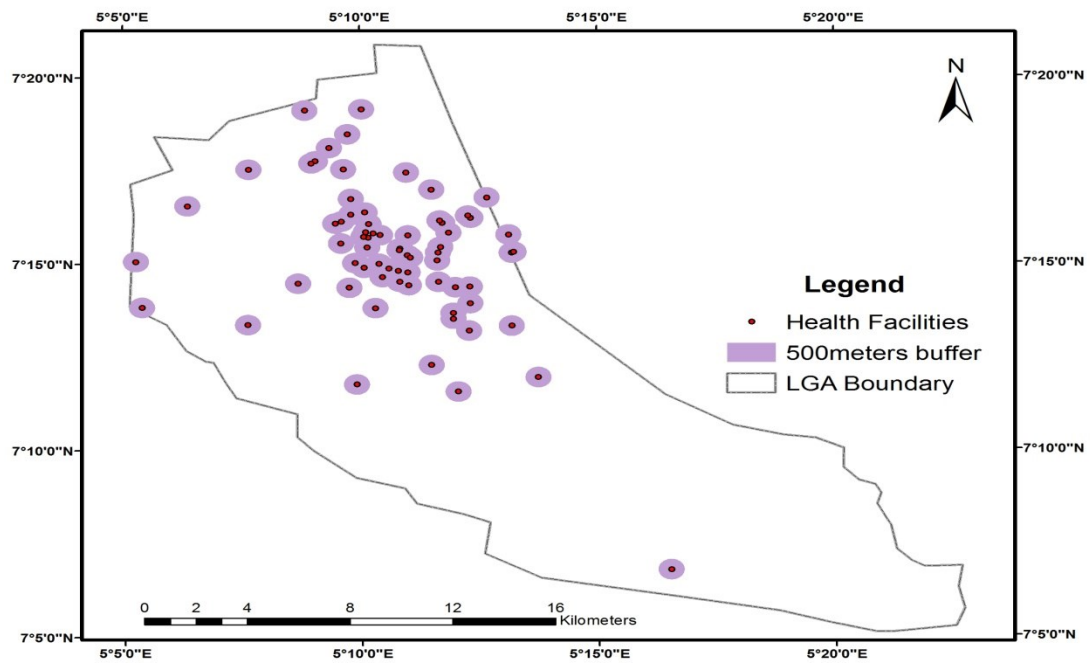 5°5'0"E 5°10'0"E 5°15'0"E 5°20'0"E
N
7°20'0"N 7°20'0"N
7°15'0"N 7°15'0"N
Legend
Health Facilities
500meters buffer
LGA Boundary
7°10'0"N 7°10'0"N
0 2 4 8 12 16
Kilometers
7°5'0"N 7°5'0"N
5°5'0"E 5°10'0"E 5°15'0"E 5°20'0"E